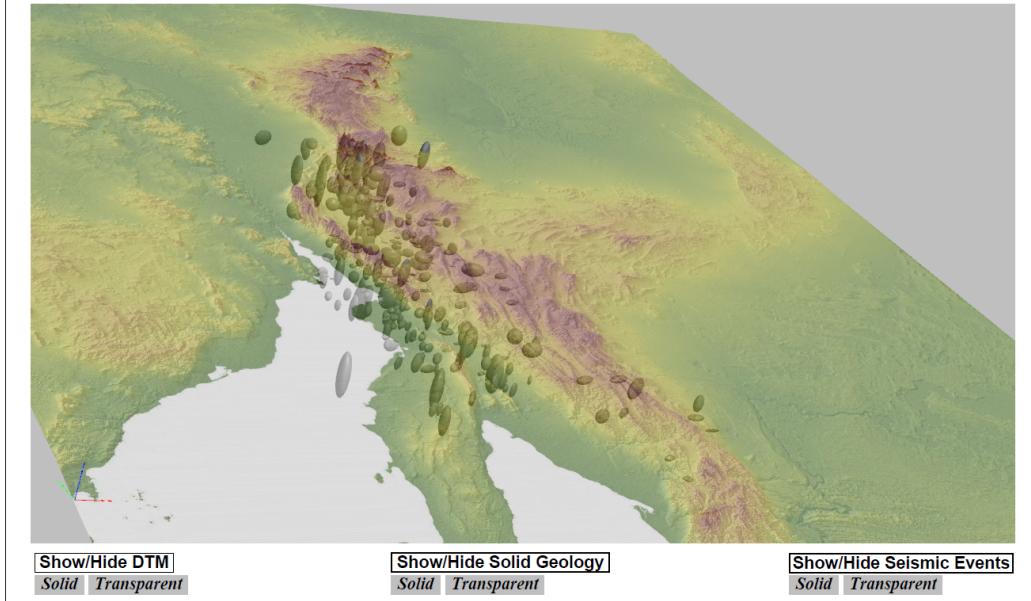 Show/Hide DTM
Solid Transparent
Show/Hide Solid Geology
Solid Transparent
Show/Hide Seismic Events
Solid Transparent